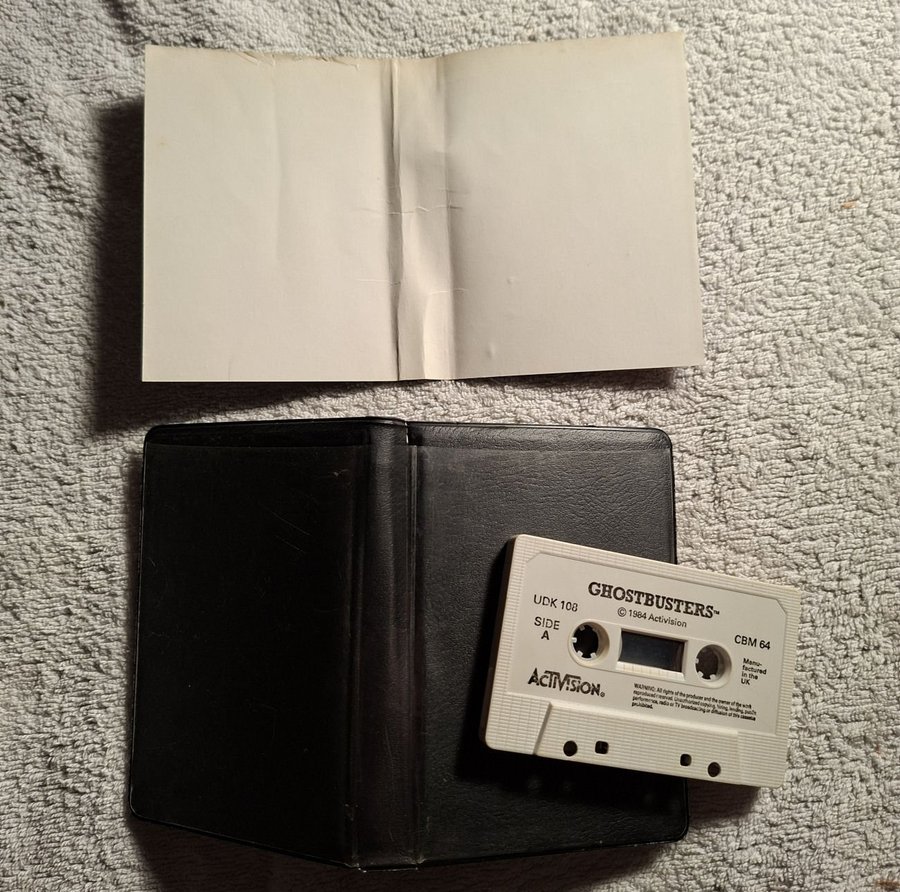 GHOSTBUSTERS™
© 1984 Activision
UDK 108
SIDE
A
CBM 64
Manu-
factured
in the
UK
ACTIVISION®
WARNING: All rights of the producer and the owner of the work
reproduced reserved. Unauthorised copying, hiring, lending, public
performance, radio or TV broadcasting or diffusion of this cassette
prohibited.